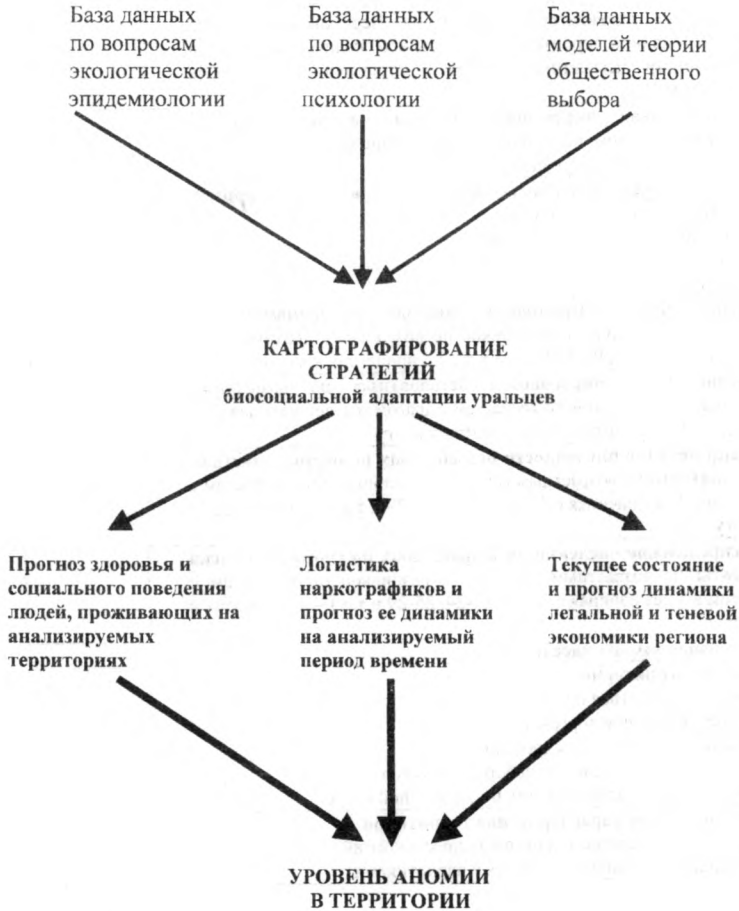 База данных
по вопросам
экологической
эпидемиологии
База данных
по вопросам
экологической
психологии
База данных
моделей теории
общественного
выбора
КАРТОГРАФИРОВАНИЕ
СТРАТЕГИЙ
биосоциальной адаптации уральцев
Прогноз здоровья и
социального поведения
людей, проживающих на
анализируемых
территориях
Логистика
наркотрафиков и
прогноз ее динамики
на анализируемый
период времени
Текущее состояние
и прогноз динамики
легальной и теневой
экономики региона
УРОВЕНЬ АНОМИИ
В ТЕРРИТОРИИ